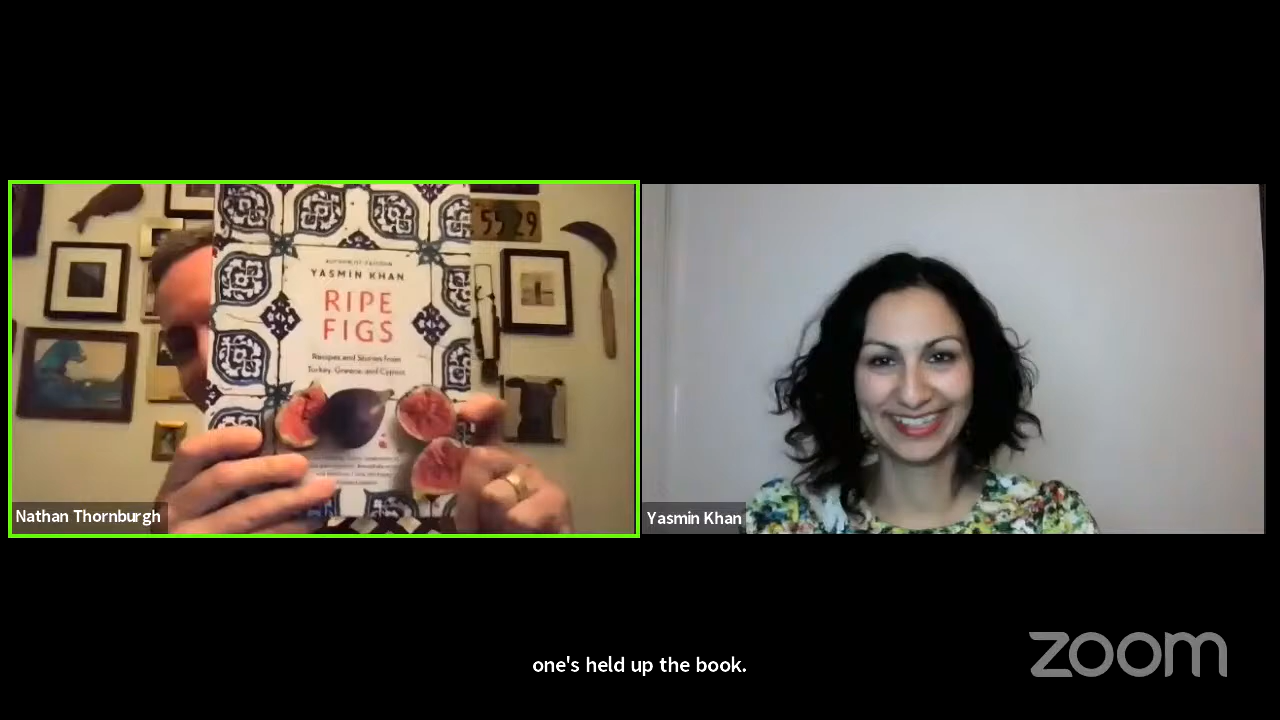 55 29
YASMIN KHAN
RIPE
FIGS
Recipes and Stories from
Turkey, Greece, and Cyprus
Nathan Thornburgh
Yasmin Khan
one's held up the book.
zoom